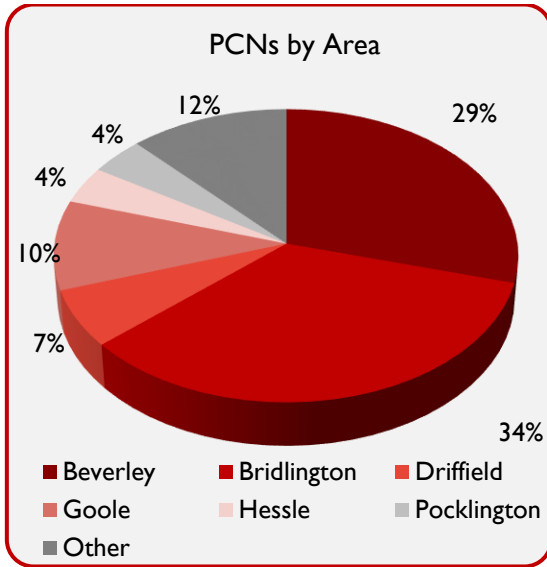 PCNs by Area
12%
29%
4%
4%
10%
7%
34%
Beverley Bridlington Driffield
Goole Hessle Pocklington
Other